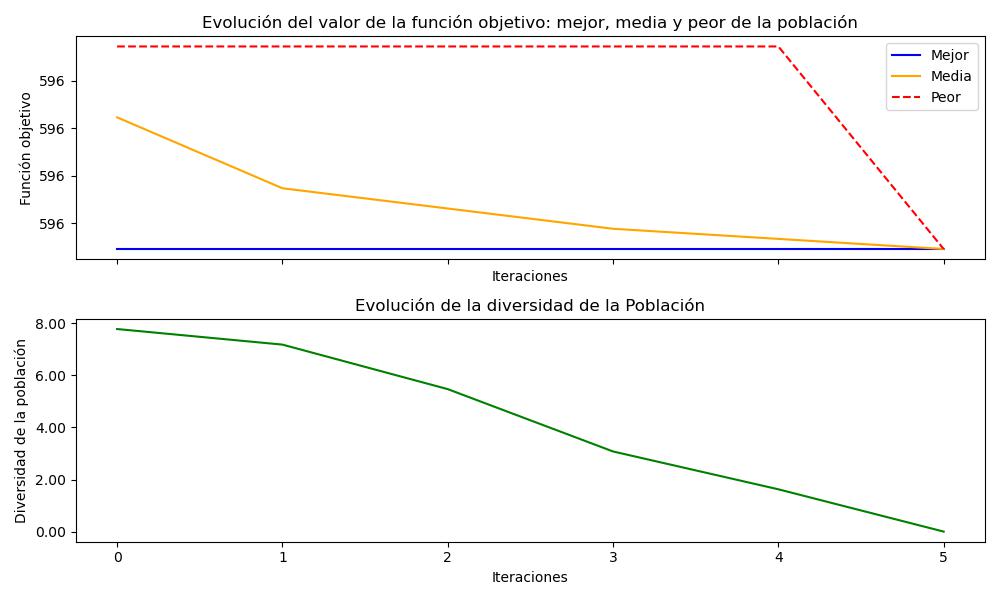 Evolución del valor de la función objetivo: mejor, media y peor de la población
Función objetivo
596
596
596
596
Mejor
Media
Peor
Iteraciones
Evolución de la diversidad de la Población
Diversidad de la población
8.00
6.00
4.00
2.00
0.00
0 1 2 3 4 5
Iteraciones